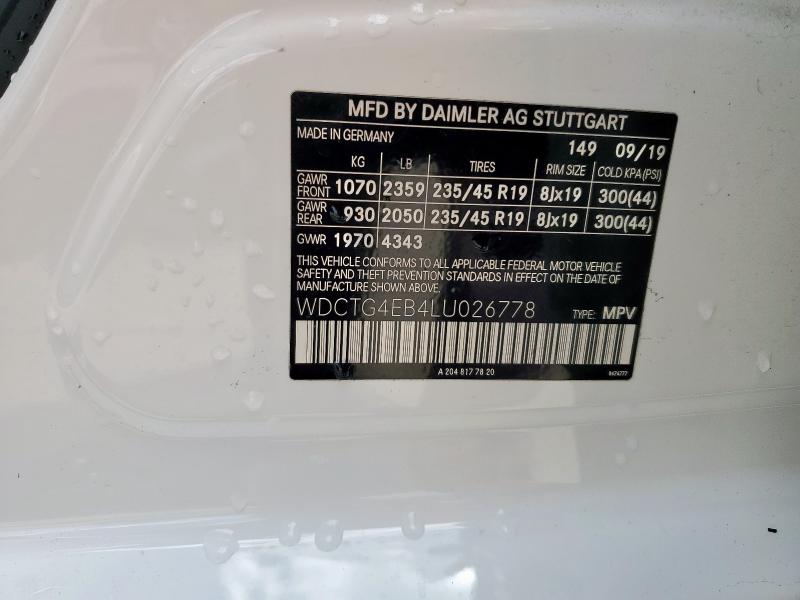 MFD BY DAIMLER AG STUTTGART
MADE IN GERMANY 149 09/19
KG LB TIRES RIM SIZE COLD KPA(PSI)
GAWR FRONT 1070 2359 235/45 R19 8Jx19 300(44)
GAWR REAR 930 2050 235/45 R19 8Jx19 300(44)
GWR 1970 4343
THIS VEHICLE CONFORMS TO ALL APPLICABLE FEDERAL MOTOR VEHICLE
SAFETY AND THEFT PREVENTION STANDARDS IN EFFECT ON THE DATE OF
MANUFACTURE SHOWN ABOVE.
WDCTG4EB4LU026778 TYPE: MPV
A 204 817 78 20